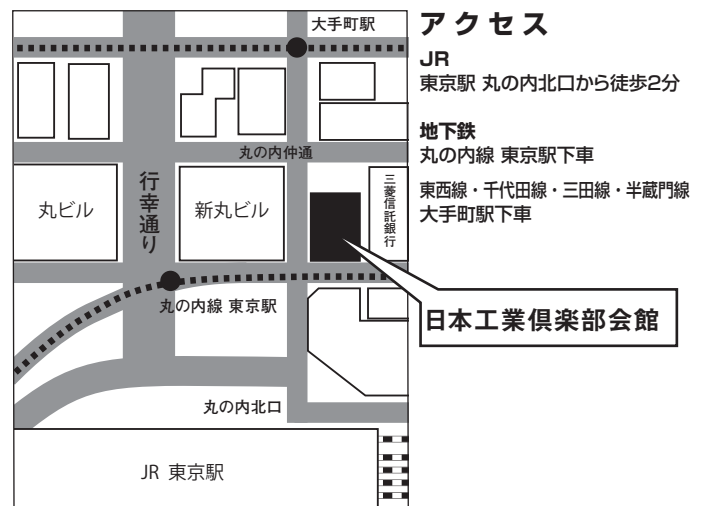 大手町駅
丸の内仲通
行幸通り
丸ビル
新丸ビル
三菱信託銀行
丸の内線 東京駅
丸の内北口
JR 東京駅
アクセス
JR
東京駅 丸の内北口から徒歩2分
地下鉄
丸の内線 東京駅下車
東西線・千代田線・三田線・半蔵門線
大手町駅下車
日本工業倶楽部会館